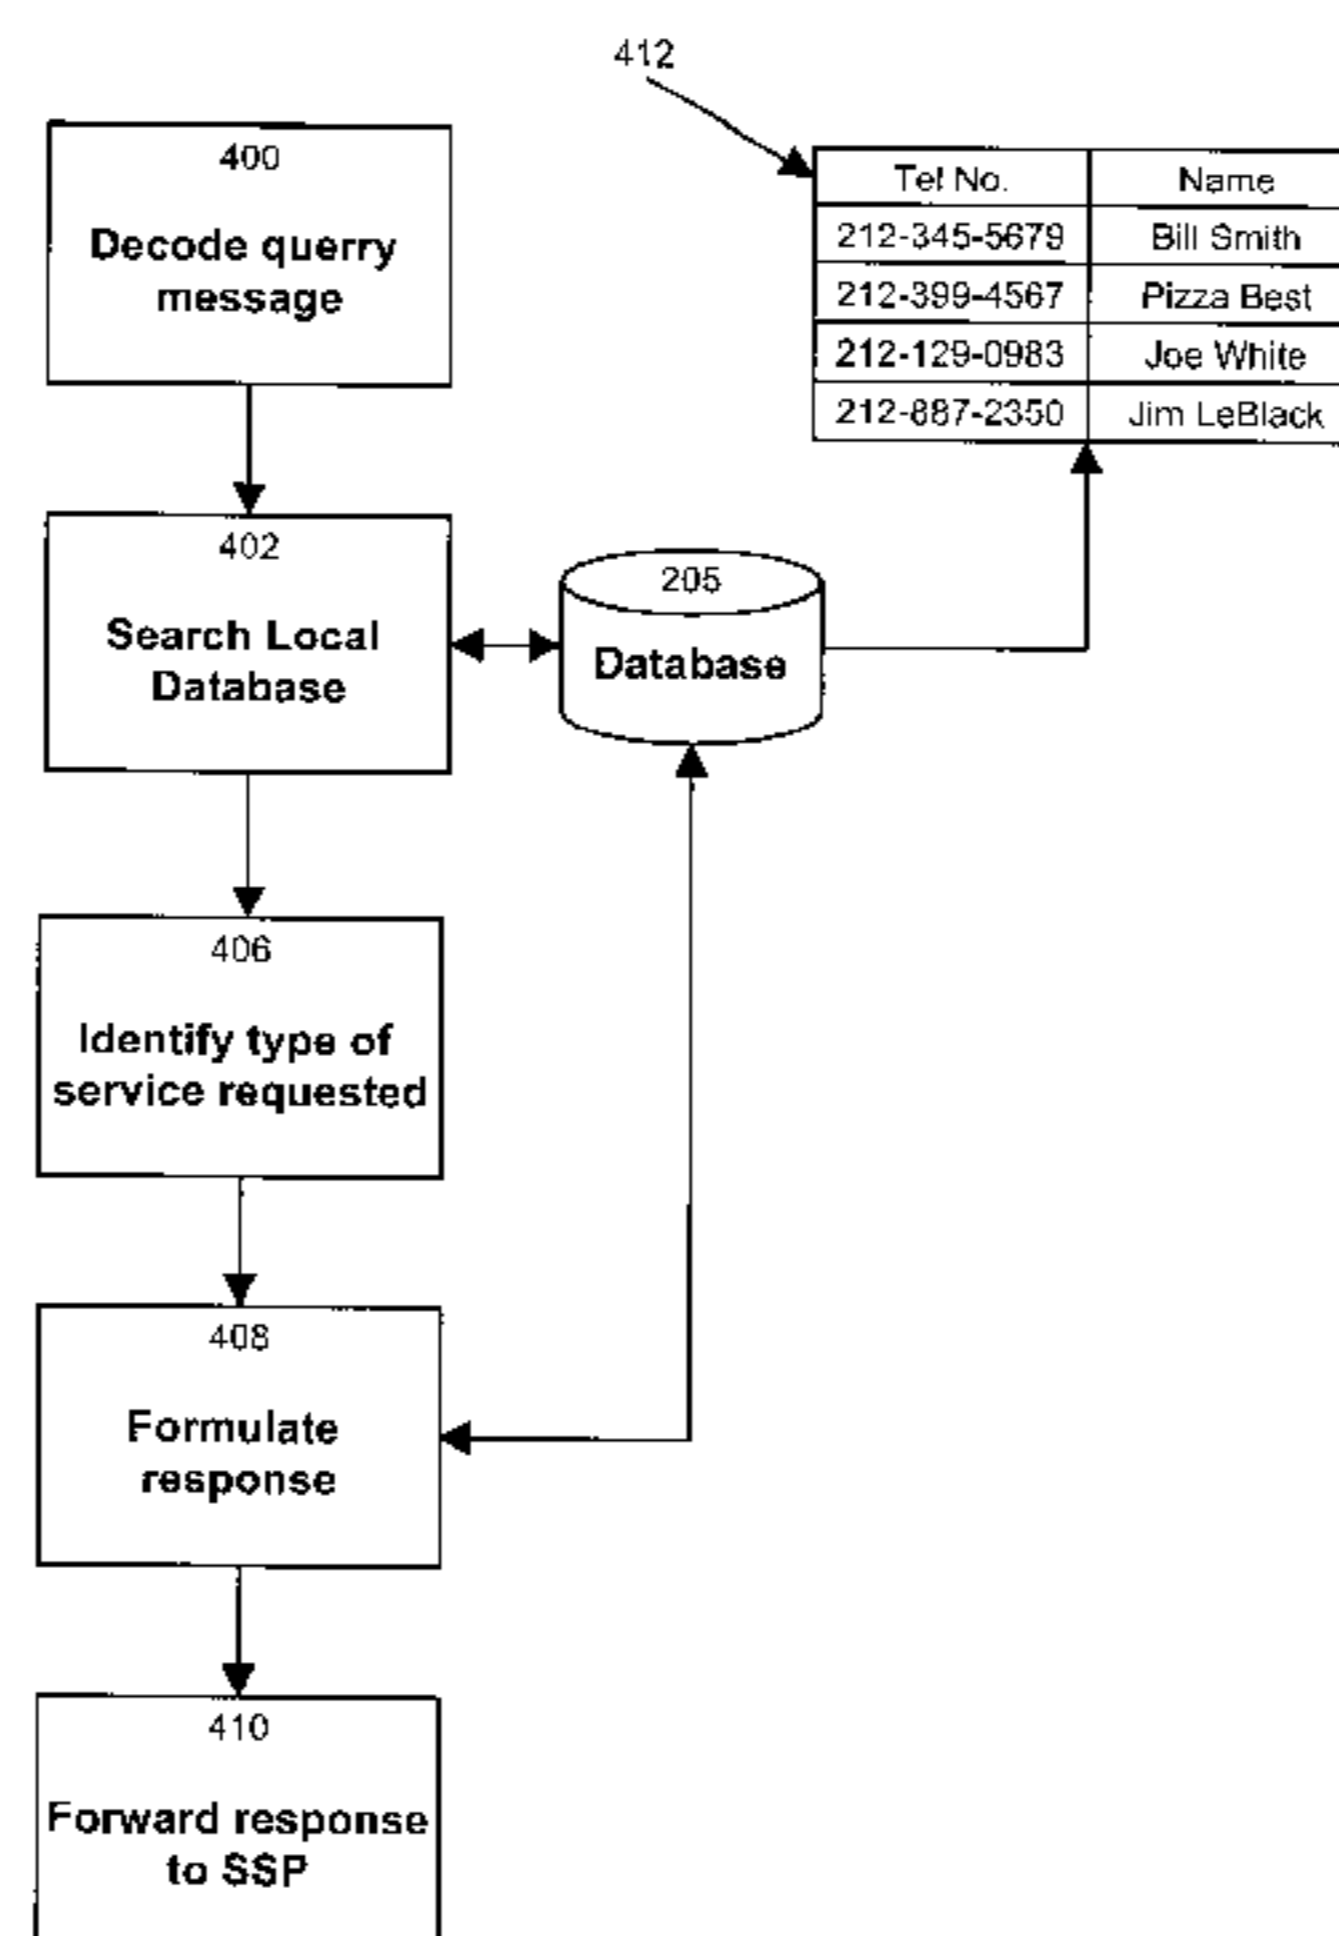 412
400
Decode querry
message
Tel No. Name
212-345-5679 Bill Smith
212-399-4567 Pizza Best
212-129-0983 Joe White
212-887-2350 Jim LeBlack
402
Search Local
Database
205
Database
406
Identify type of
service requested
408
Formulate
response
410
Forward response
to SSP